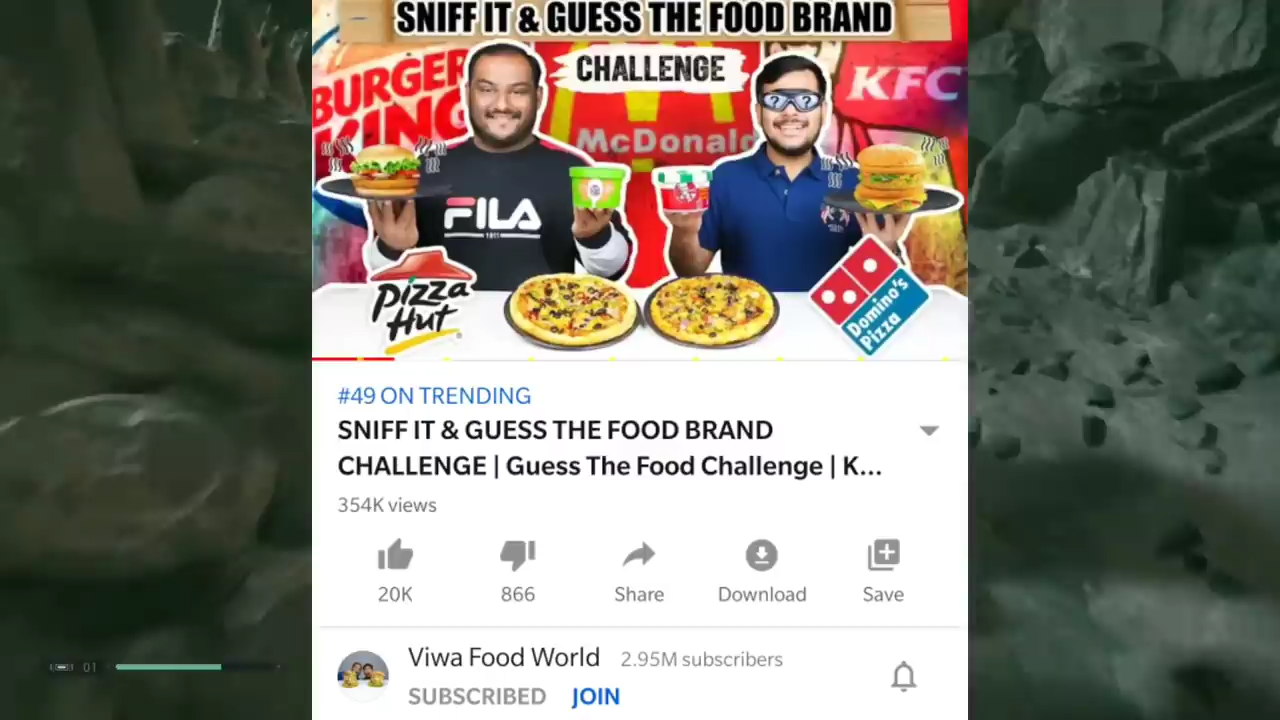 SNIFF IT & GUESS THE FOOD BRAND
CHALLENGE
BURGER
KING
KFC
McDonald
FILA
1911
Pizza
Hut
Domino's
Pizza
#49 ON TRENDING
SNIFF IT & GUESS THE FOOD BRAND
CHALLENGE | Guess The Food Challenge | K...
354K views
20K
866
Share
Download
Save
Viwa Food World 2.95M subscribers
SUBSCRIBED JOIN
01